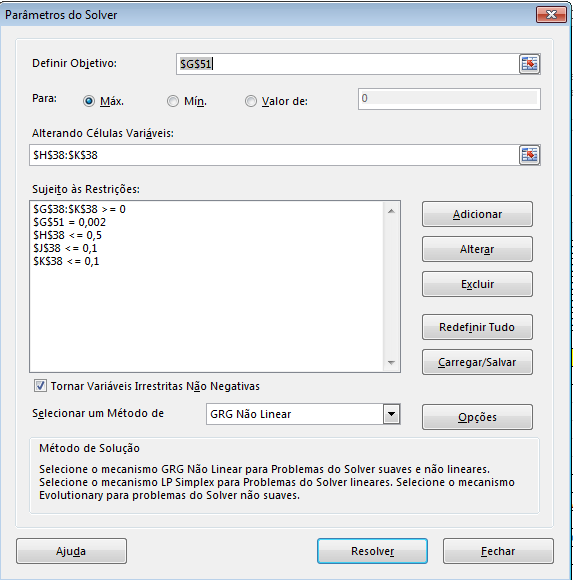 Parâmetros do Solver
Definir Objetivo: $G$51
Para: Máx. Mín. Valor de: 0
Alterando Células Variáveis:
$H$38:$K$38
Sujeito às Restrições:
$G$38:$K$38 >= 0
$G$51 = 0,002
$H$38 <= 0,5
$J$38 <= 0,1
$K$38 <= 0,1
Adicionar
Alterar
Excluir
Redefinir Tudo
Carregar/Salvar
Tornar Variáveis Irrestritas Não Negativas
Selecionar um Método de GRG Não Linear Opções
Método de Solução
Selecione o mecanismo GRG Não Linear para Problemas do Solver suaves e não lineares.
Selecione o mecanismo LP Simplex para Problemas do Solver lineares. Selecione o mecanismo
Evolutionary para problemas do Solver não suaves.
Ajuda Resolver Fechar